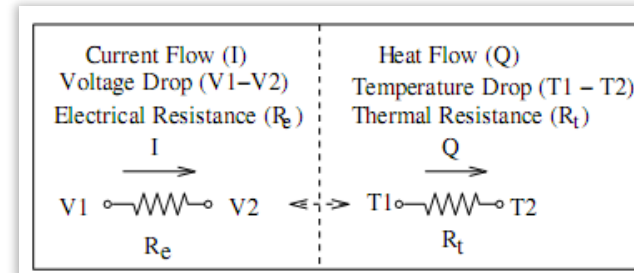 Current Flow (I)
Voltage Drop (V1−V2)
Electrical Resistance (Re)
I
V1
V2
Re
Heat Flow (Q)
Temperature Drop (T1 − T2)
Thermal Resistance (Rt)
Q
T1
T2
Rt